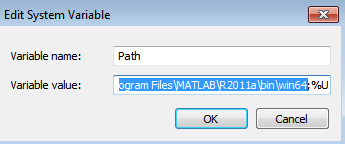 Edit System Variable
Variable name: Path
Variable value: ogram Files\MATLAB\R2011a\bin\win64;%U
OK Cancel